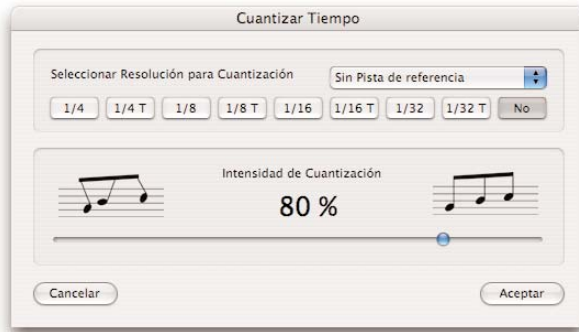 Cuantizar Tiempo
Seleccionar Resolución para Cuantización
Sin Pista de referencia
1/4 1/4 T 1/8 1/8 T 1/16 1/16 T 1/32 1/32 T No
Intensidad de Cuantización
80 %
Cancelar Aceptar